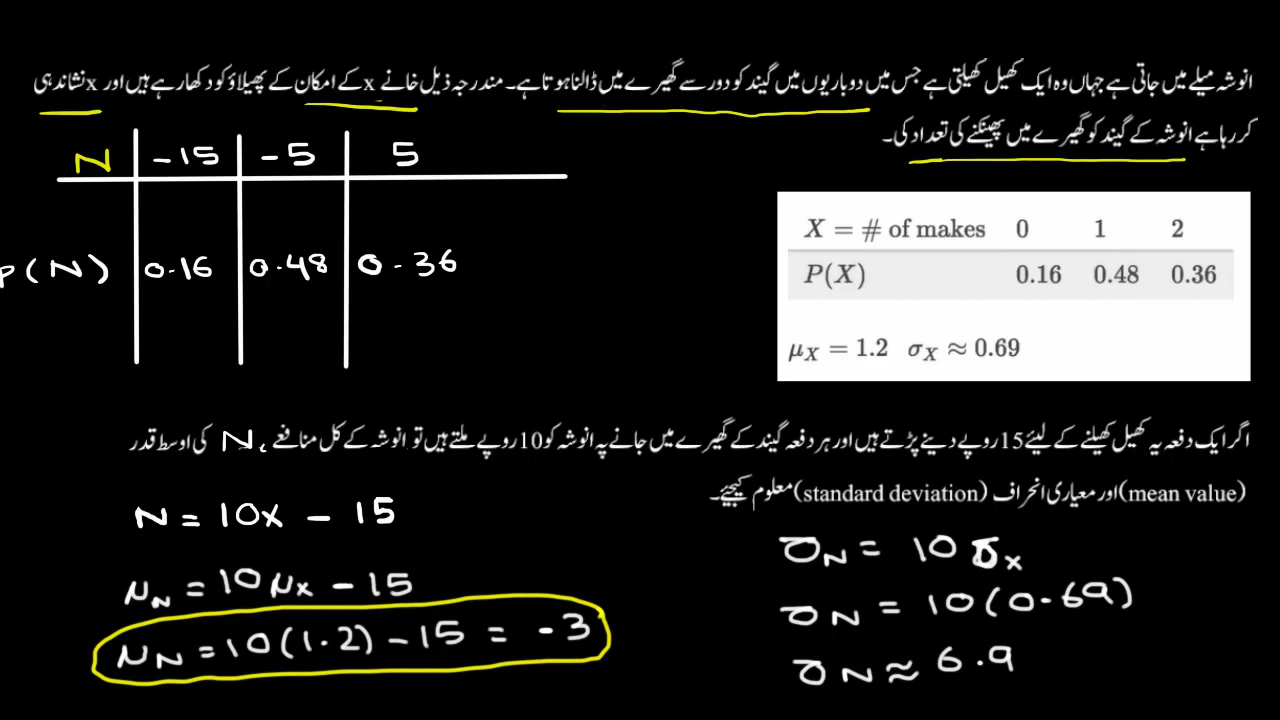 انوشہ میلے میں جاتی ہے جہاں وہ ایک کھیل کھیلتی ہے جس میں دو باریوں میں گیند کو دور سے گھیرے میں ڈالنا ہوتا ہے۔ مندرجہ ذیل خانے x کے امکان کے پھیلاؤ کو دکھا رہے ہیں اور x نشاندہی
کر رہا ہے انوشہ کے گیند کو گھیرے میں پھینکنے کی تعداد کی۔
N -15 -5 5
P(N) 0.16 0.48 0.36
X = # of makes 0 1 2
P(X) 0.16 0.48 0.36
μX = 1.2 σX ≈ 0.69
اگر ایک دفعہ یہ کھیل کھیلنے کے لیئے 15 روپے دینے پڑتے ہیں اور ہر دفعہ گیند کے گھیرے میں جانے پہ انوشہ کو 10 روپے ملتے ہیں تو انوشہ کے کل منافعے N، کی اوسط قدر
(mean value) اور معیاری انحراف (standard deviation) معلوم کیجیئے۔
N = 10x - 15
μN = 10μx - 15
μN = 10(1.2) - 15 = -3
σN = 10σx
σN = 10(0.69)
σN ≈ 6.9